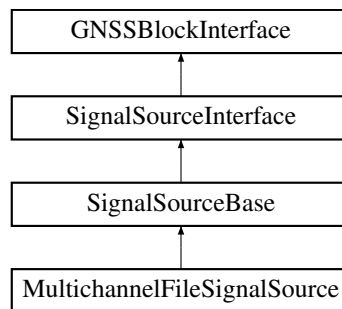 GNSSBlockInterface
SignalSourceInterface
SignalSourceBase
MultichannelFileSignalSource